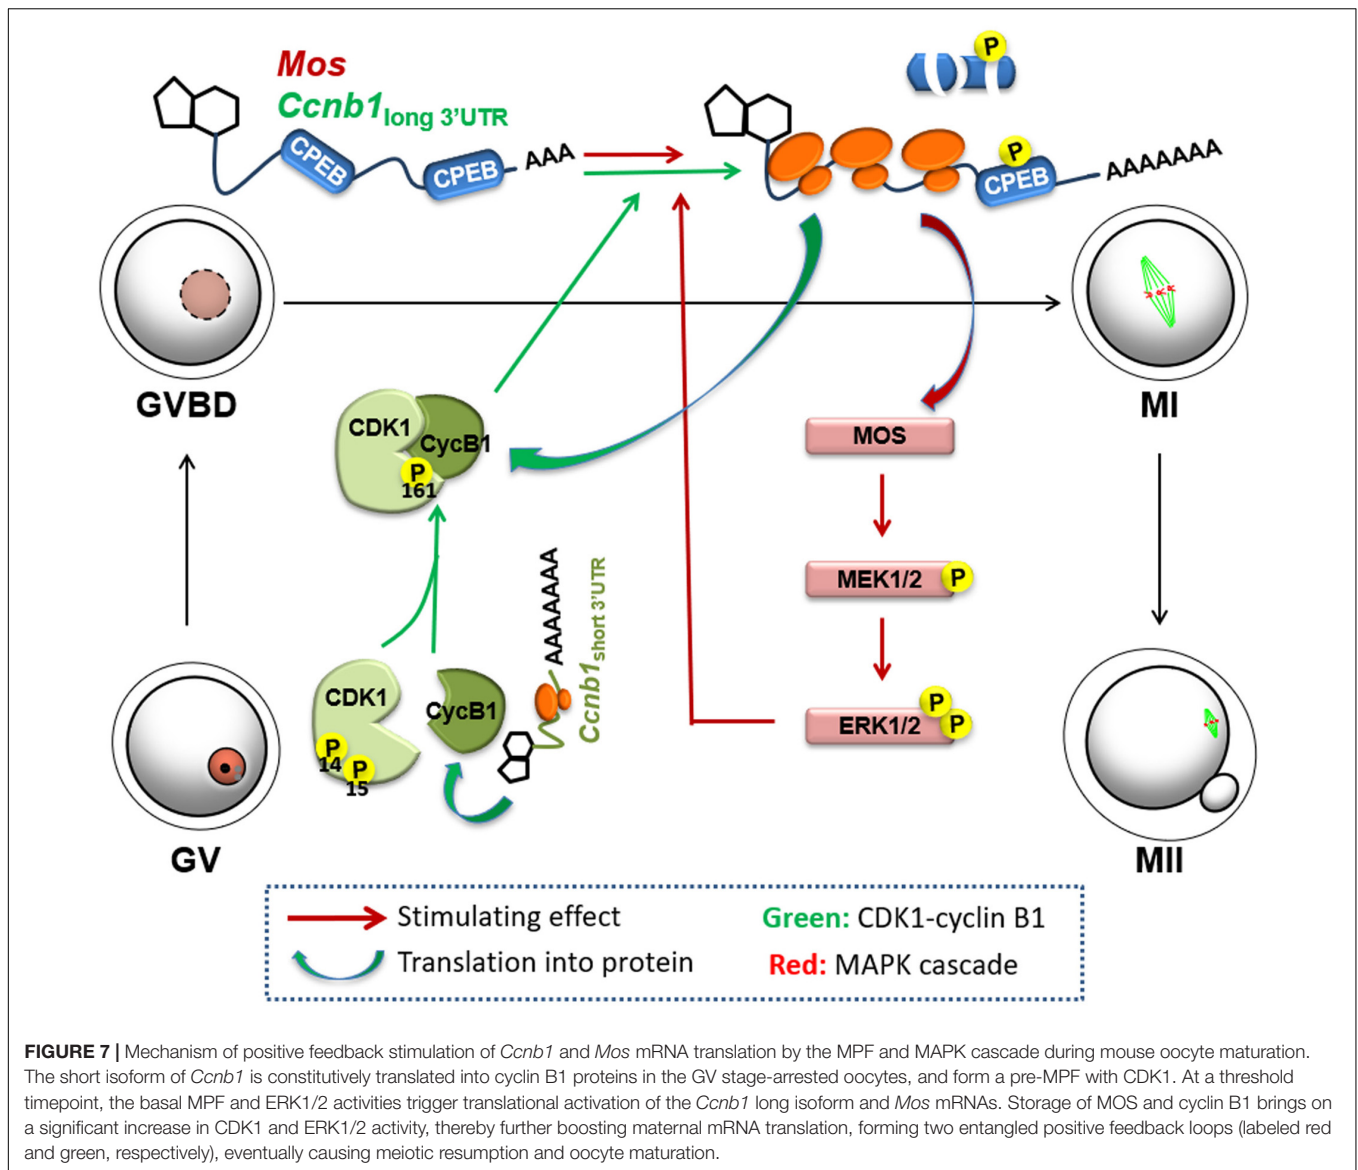 Mos
Ccnb1long 3'UTR
CPEB
CPEB
AAA
P
P
CPEB
AAAAAAA
GVBD
MI
CDK1
CycB1
P
161
MOS
MEK1/2
P
ERK1/2
P
P
AAAAAAA
Ccnb1short 3'UTR
CDK1
CycB1
P
14
P
15
GV
MII
Stimulating effect
Green: CDK1-cyclin B1
Translation into protein
Red: MAPK cascade
FIGURE 7 | Mechanism of positive feedback stimulation of Ccnb1 and Mos mRNA translation by the MPF and MAPK cascade during mouse oocyte maturation.
The short isoform of Ccnb1 is constitutively translated into cyclin B1 proteins in the GV stage-arrested oocytes, and form a pre-MPF with CDK1. At a threshold
timepoint, the basal MPF and ERK1/2 activities trigger translational activation of the Ccnb1 long isoform and Mos mRNAs. Storage of MOS and cyclin B1 brings on
a significant increase in CDK1 and ERK1/2 activity, thereby further boosting maternal mRNA translation, forming two entangled positive feedback loops (labeled red
and green, respectively), eventually causing meiotic resumption and oocyte maturation.